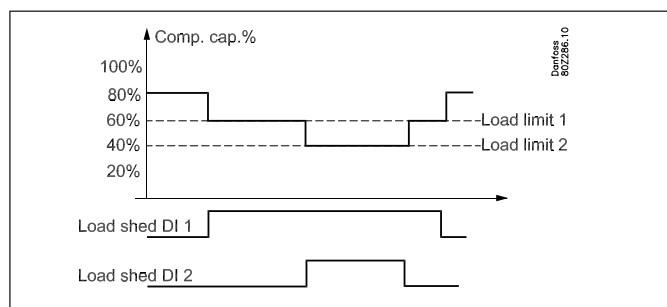 Comp. cap.%
Danfoss
80Z286.10
100%
80%
60%
Load limit 1
40%
Load limit 2
20%
Load shed DI 1
Load shed DI 2